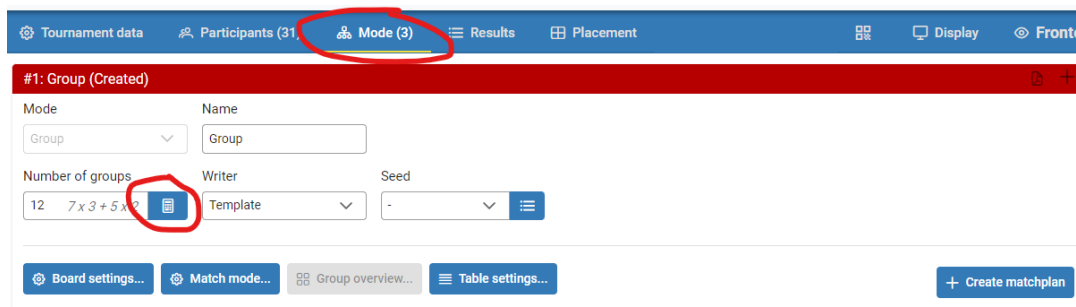 Tournament data Participants (31) Mode (3) Results Placement Display
#1: Group (Created)
Mode Name
Group Group
Number of groups Writer Seed
12 7 x 3 + 5 x 2 Template -
Board settings... Match mode... Group overview... Table settings...
+ Create matchplan